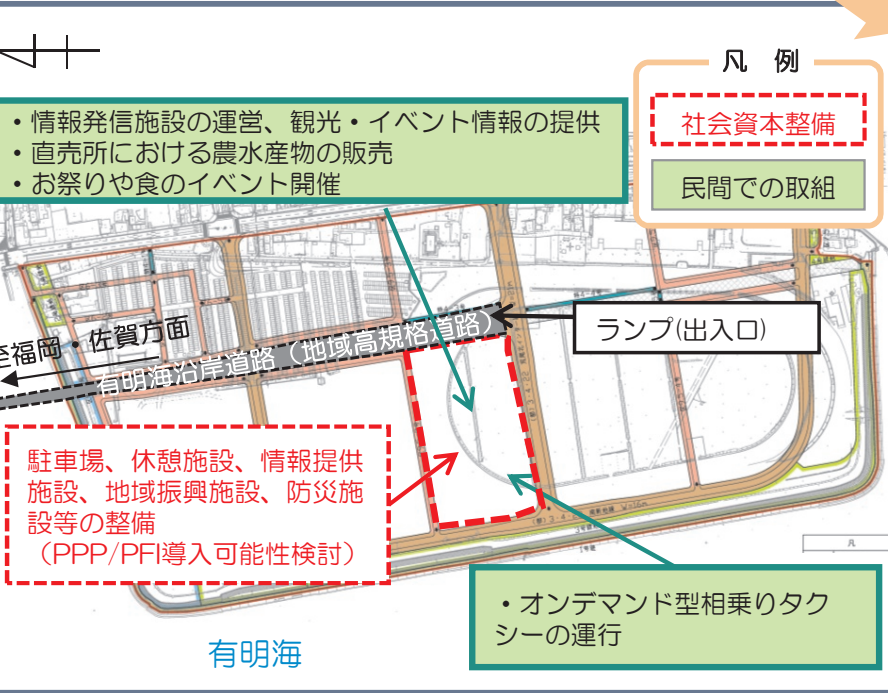 凡 例
社会資本整備
民間での取組
・情報発信施設の運営、観光・イベント情報の提供
・直売所における農水産物の販売
・お祭りや食のイベント開催
ランプ(出入口)
至福岡・佐賀方面
有明海沿岸道路（地域高規格道路）
駐車場、休憩施設、情報提供
施設、地域振興施設、防災施
設等の整備
（PPP/PFI導入可能性検討）
・オンデマンド型相乗りタク
シーの運行
有明海
凡